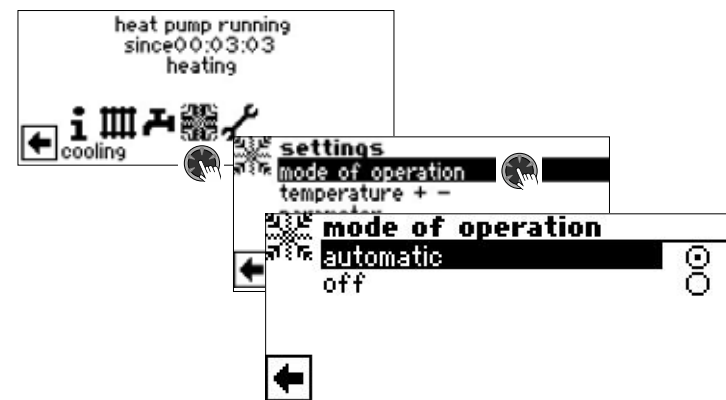 heat pump running
since00:03:03
heating
cooling
settings
mode of operation
temperature + -
mode of operation
automatic
off